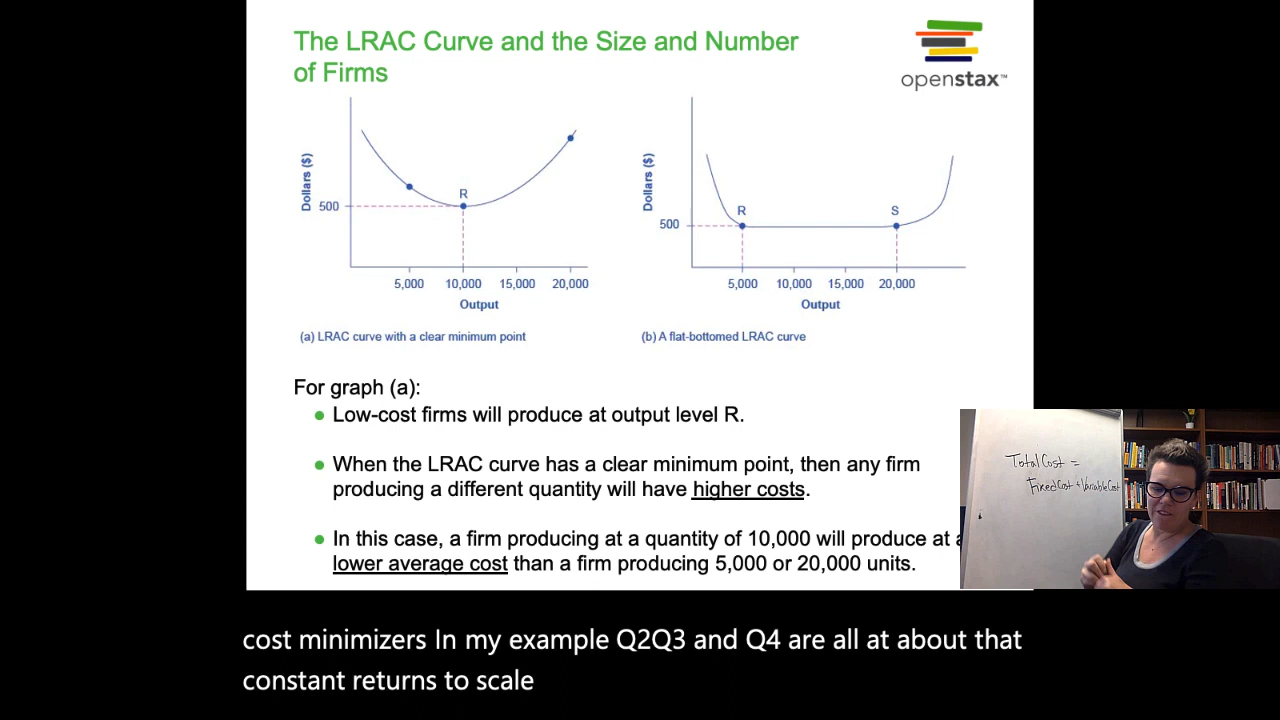 The LRAC Curve and the Size and Number
of Firms
openstax™
Dollars ($)
500
R
5,000 10,000 15,000 20,000
Output
(a) LRAC curve with a clear minimum point
Dollars ($)
500
R
S
5,000 10,000 15,000 20,000
Output
(b) A flat-bottomed LRAC curve
For graph (a):
• Low-cost firms will produce at output level R.
• When the LRAC curve has a clear minimum point, then any firm
producing a different quantity will have higher costs.
• In this case, a firm producing at a quantity of 10,000 will produce at a
lower average cost than a firm producing 5,000 or 20,000 units.
Total Cost =
Fixed Cost + Variable Cost
cost minimizers In my example Q2Q3 and Q4 are all at about that
constant returns to scale